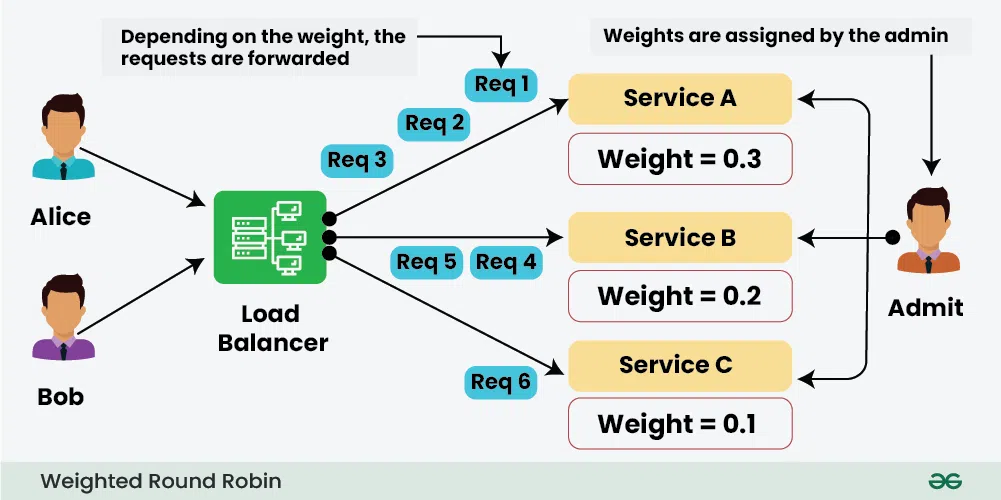 Depending on the weight, the
requests are forwarded
Weights are assigned by the admin
Req 1
Req 2
Req 3
Service A
Weight = 0.3
Alice
Service B
Req 5
Req 4
Weight = 0.2
Load
Balancer
Admit
Service C
Req 6
Bob
Weight = 0.1
Weighted Round Robin